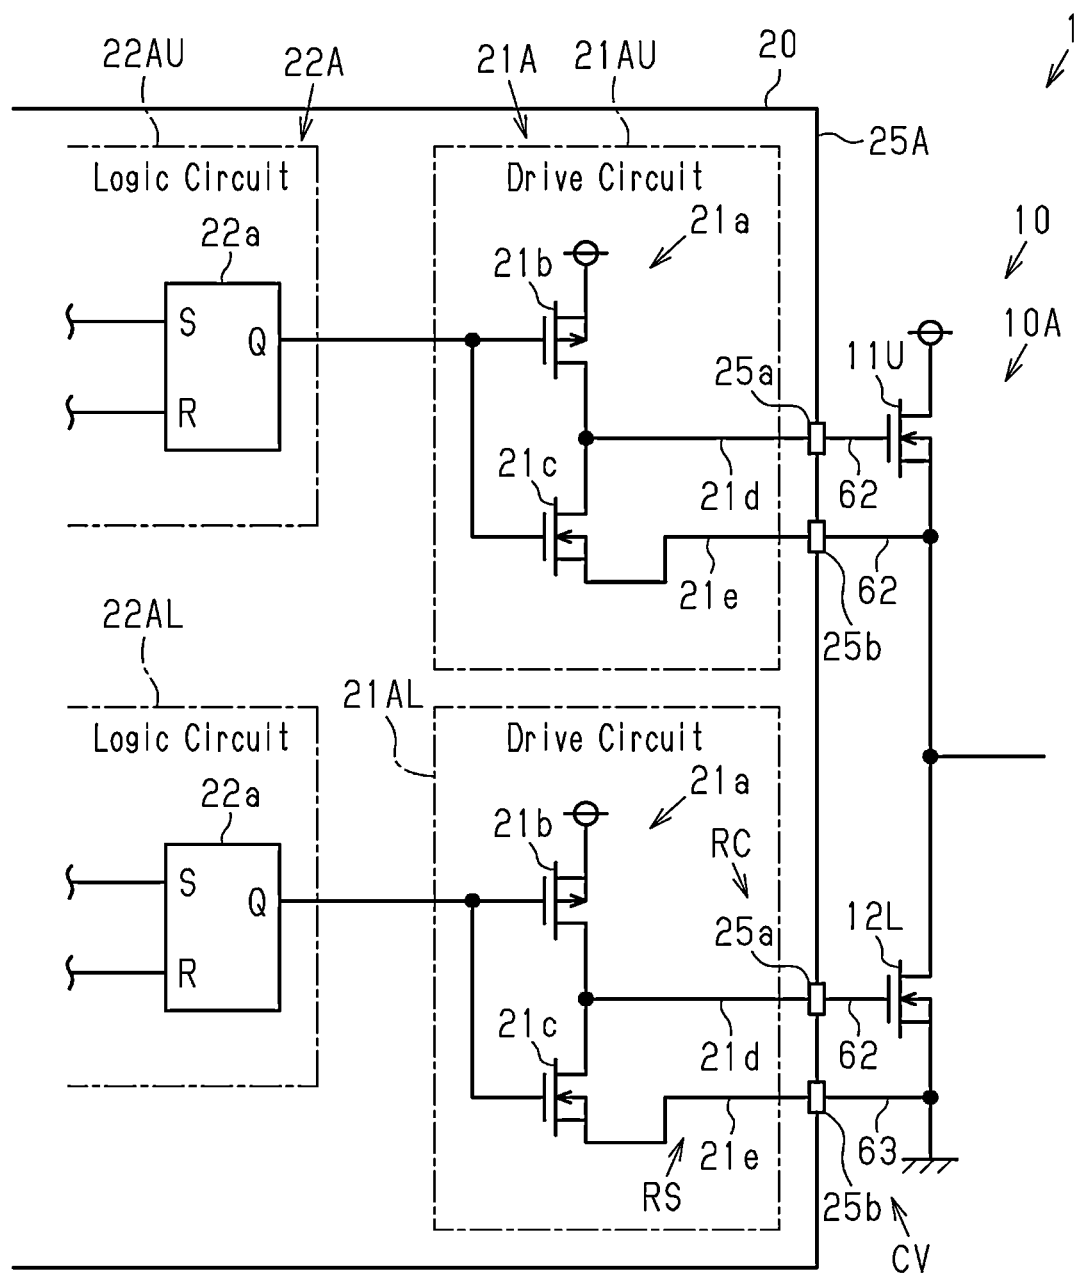 1
20
22AU
22A
21A
21AU
25A
Logic Circuit
Drive Circuit
22a
21a
10
21b
S
Q
10A
11U
25a
R
21c
21d
62
21e
62
22AL
25b
21AL
Logic Circuit
Drive Circuit
22a
21a
21b
RC
S
Q
12L
25a
R
21c
21d
62
21e
63
RS
25b
CV